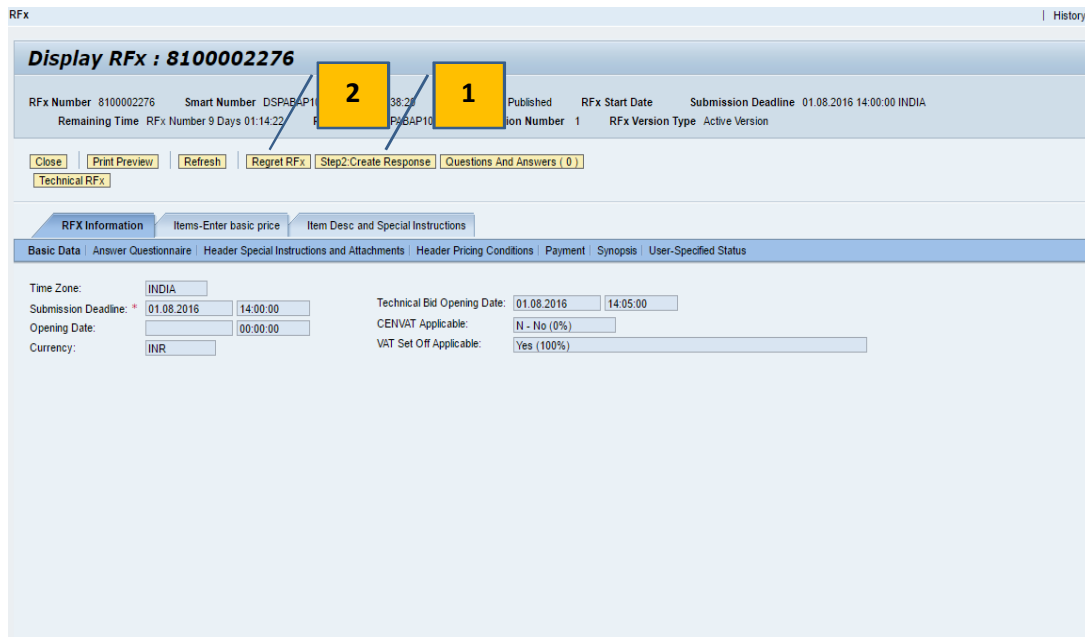 RFx | History
Display RFx : 8100002276
2 1
RFx Number 8100002276 Smart Number 38:20 Published RFx Start Date Submission Deadline 01.08.2016 14:00:00 INDIA
Remaining Time RFx Number 9 Days 01:14:22 Number 1 RFx Version Type Active Version
Close Print Preview Refresh Regret RFx Step2:Create Response Questions And Answers ( 0 )
Technical RFx
RFX Information Items-Enter basic price Item Desc and Special Instructions
Basic Data | Answer Questionnaire | Header Special Instructions and Attachments | Header Pricing Conditions | Payment | Synopsis | User-Specified Status
Time Zone: INDIA
Submission Deadline: * 01.08.2016 14:00:00 Technical Bid Opening Date: 01.08.2016 14:05:00
Opening Date: 00:00:00 CENVAT Applicable: N - No (0%)
Currency: INR VAT Set Off Applicable: Yes (100%)